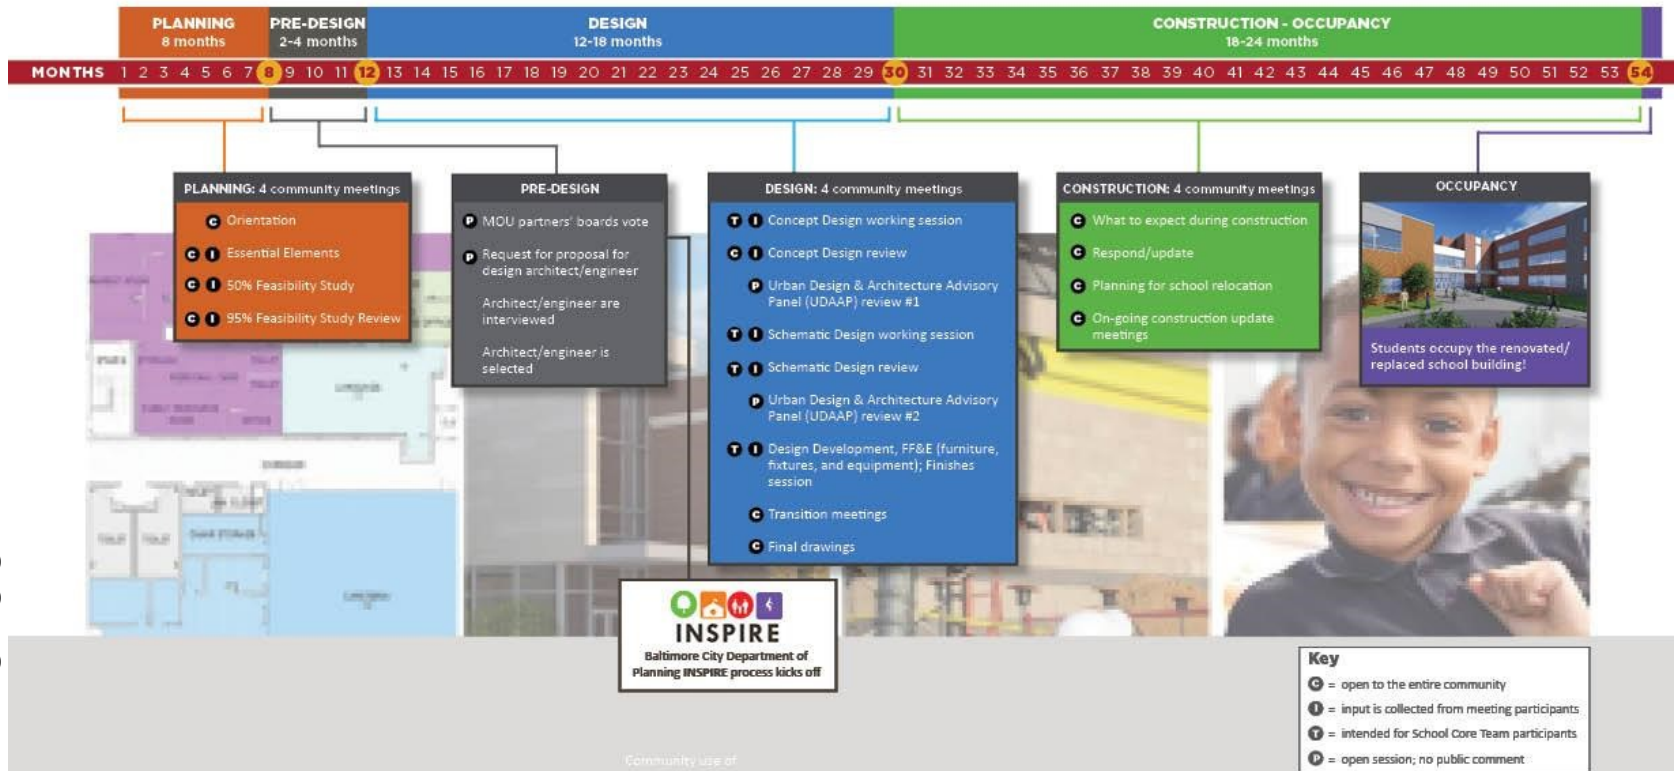 PLANNING
8 months
PRE-DESIGN
2-4 months
DESIGN
12-18 months
CONSTRUCTION - OCCUPANCY
18-24 months
MONTHS 1 2 3 4 5 6 7 8 9 10 11 12 13 14 15 16 17 18 19 20 21 22 23 24 25 26 27 28 29 30 31 32 33 34 35 36 37 38 39 40 41 42 43 44 45 46 47 48 49 50 51 52 53 54
PLANNING: 4 community meetings
C Orientation
C I Essential Elements
C I 50% Feasibility Study
C I 95% Feasibility Study Review
PRE-DESIGN
P MOU partners' boards vote
P Request for proposal for
design architect/engineer
Architect/engineer are
interviewed
Architect/engineer is
selected
DESIGN: 4 community meetings
T I Concept Design working session
C I Concept Design review
P Urban Design & Architecture Advisory
Panel (UDAAP) review #1
T I Schematic Design working session
T I Schematic Design review
P Urban Design & Architecture Advisory
Panel (UDAAP) review #2
T I Design Development, FF&E (furniture,
fixtures, and equipment); Finishes
session
C Transition meetings
C Final drawings
CONSTRUCTION: 4 community meetings
C What to expect during construction
C Respond/update
C Planning for school relocation
C On-going construction update
meetings
OCCUPANCY
Students occupy the renovated/
replaced school building!
INSPIRE
Baltimore City Department of
Planning INSPIRE process kicks off
Key
C = open to the entire community
I = input is collected from meeting participants
T = intended for School Core Team participants
P = open session; no public comment
Community use of